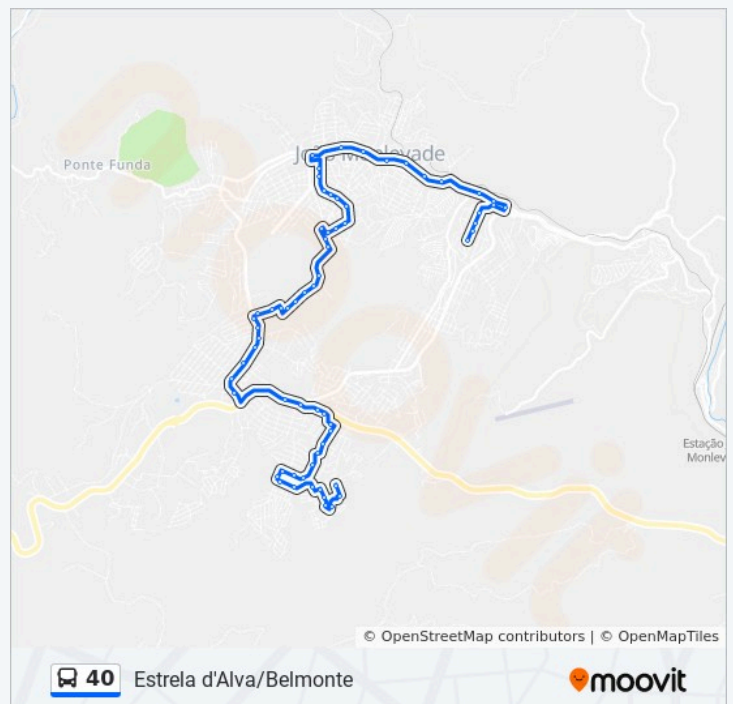 João Monlevade
Ponte Funda
Estação
Monlev
© OpenStreetMap contributors | © OpenMapTiles
40 Estrela d'Alva/Belmonte
moovit